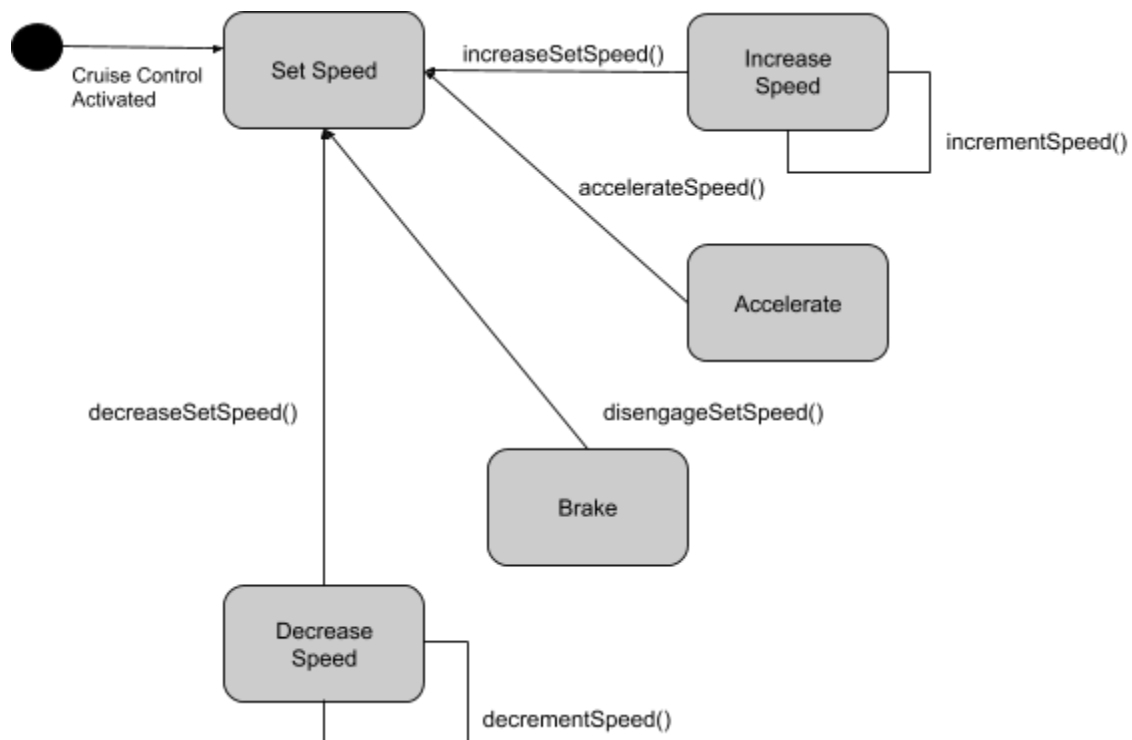 Cruise Control
Activated
Set Speed
increaseSetSpeed()
Increase
Speed
incrementSpeed()
accelerateSpeed()
Accelerate
decreaseSetSpeed()
disengageSetSpeed()
Brake
Decrease
Speed
decrementSpeed()